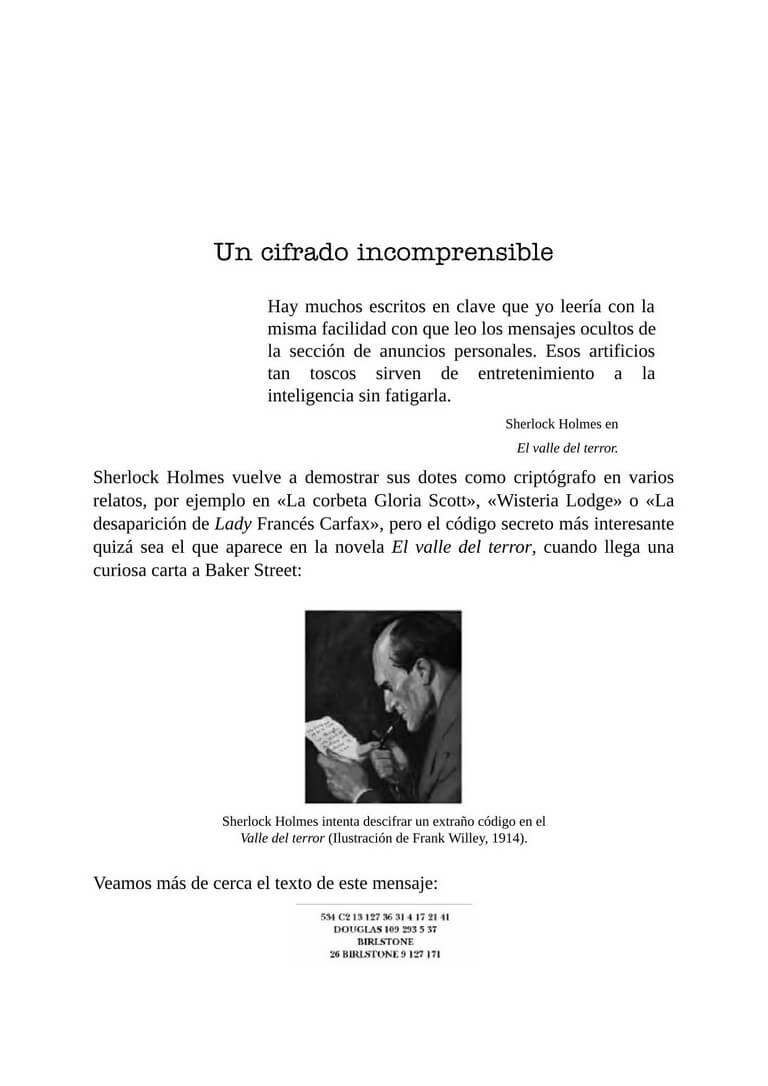 Un cifrado incomprensible
Hay muchos escritos en clave que yo leería con la
misma facilidad con que leo los mensajes ocultos de
la sección de anuncios personales. Esos artificios
tan toscos sirven de entretenimiento a la
inteligencia sin fatigarla.
Sherlock Holmes en
El valle del terror.
Sherlock Holmes vuelve a demostrar sus dotes como criptógrafo en varios
relatos, por ejemplo en «La corbeta Gloria Scott», «Wisteria Lodge» o «La
desaparición de Lady Francés Carfax», pero el código secreto más interesante
quizá sea el que aparece en la novela El valle del terror, cuando llega una
curiosa carta a Baker Street:
Sherlock Holmes intenta descifrar un extraño código en el
Valle del terror (Ilustración de Frank Willey, 1914).
Veamos más de cerca el texto de este mensaje:
534 C2 13 127 36 31 4 17 21 41
DOUGLAS 109 293 5 37
BIRLSTONE
26 BIRLSTONE 9 127 171